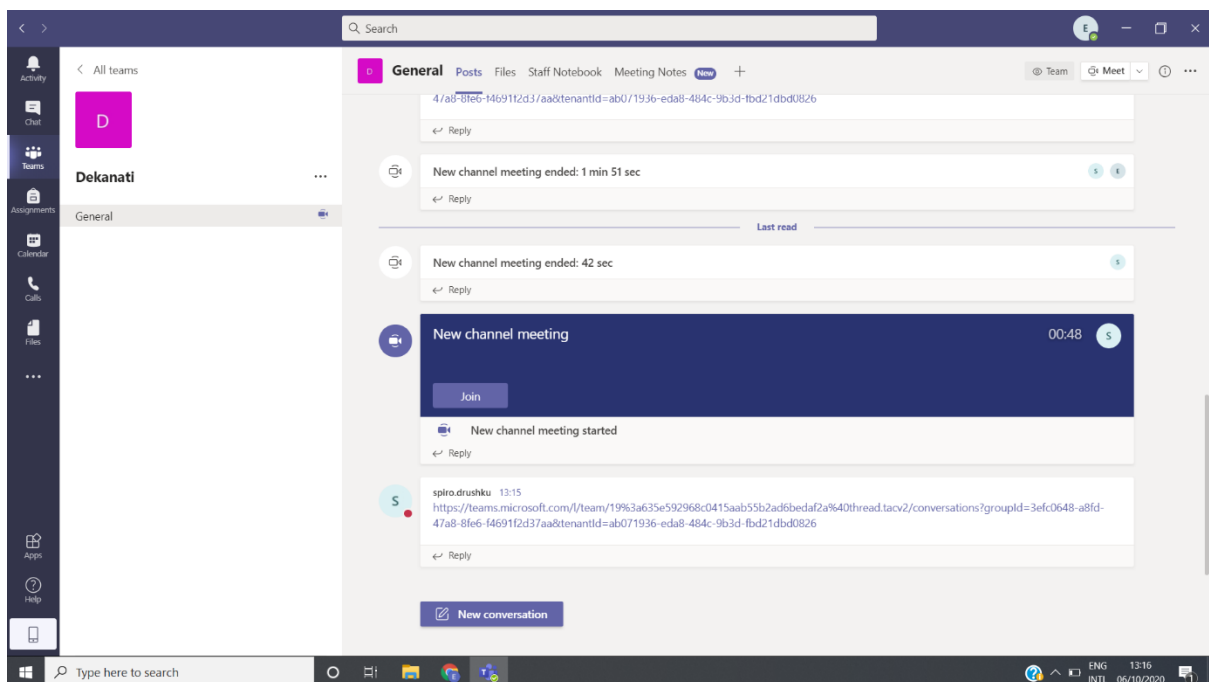 Search
E
Activity
Chat
Teams
Assignments
Calendar
Calls
Files
Apps
Help
All teams
D
Dekanati
General
D
General Posts Files Staff Notebook Meeting Notes New
Team Meet
47a8-8fe6-f4691f2d37aa&tenantId=ab071936-eda8-484c-9b3d-fbd21dbd0826
Reply
New channel meeting ended: 1 min 51 sec
S E
Reply
Last read
New channel meeting ended: 42 sec
S
Reply
New channel meeting
00:48 S
Join
New channel meeting started
Reply
S
spiro.drushku 13:15
https://teams.microsoft.com/l/team/19%3a635e592968c0415aab55b2ad6bedaf2a%40thread.tacv2/conversations?groupId=3efc0648-a8fd-
47a8-8fe6-f4691f2d37aa&tenantId=ab071936-eda8-484c-9b3d-fbd21dbd0826
Reply
New conversation
Type here to search
ENG 13:16
INTL 06/10/2020